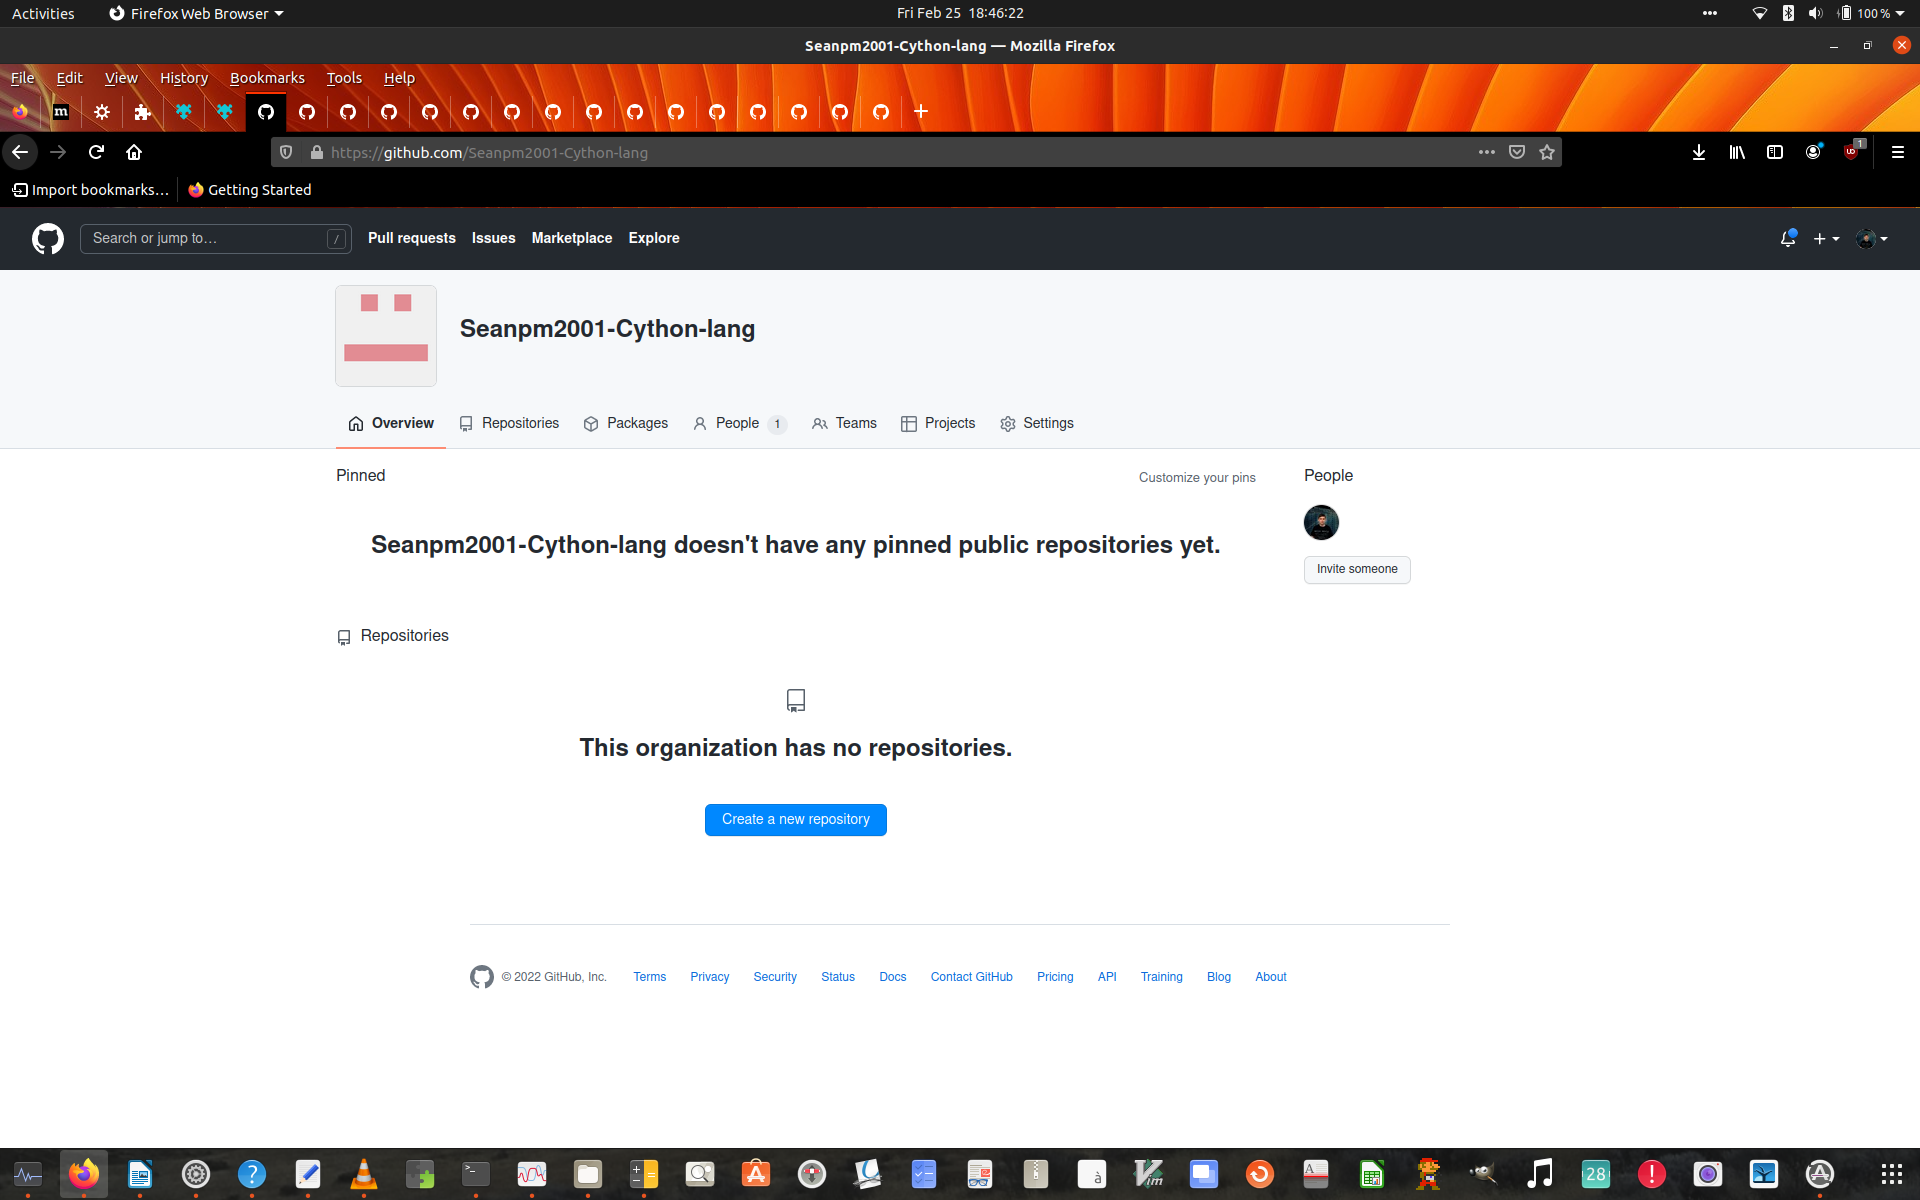 Activities Firefox Web Browser Fri Feb 25 18:46:22 100 %
Seanpm2001-Cython-lang — Mozilla Firefox
File Edit View History Bookmarks Tools Help
https://github.com/Seanpm2001-Cython-lang 1
Import bookmarks… Getting Started
Search or jump to… / Pull requests Issues Marketplace Explore
Seanpm2001-Cython-lang
Overview Repositories Packages People 1 Teams Projects Settings
Pinned Customize your pins People
Seanpm2001-Cython-lang doesn't have any pinned public repositories yet.
Invite someone
Repositories
This organization has no repositories.
Create a new repository
© 2022 GitHub, Inc. Terms Privacy Security Status Docs Contact GitHub Pricing API Training Blog About
28